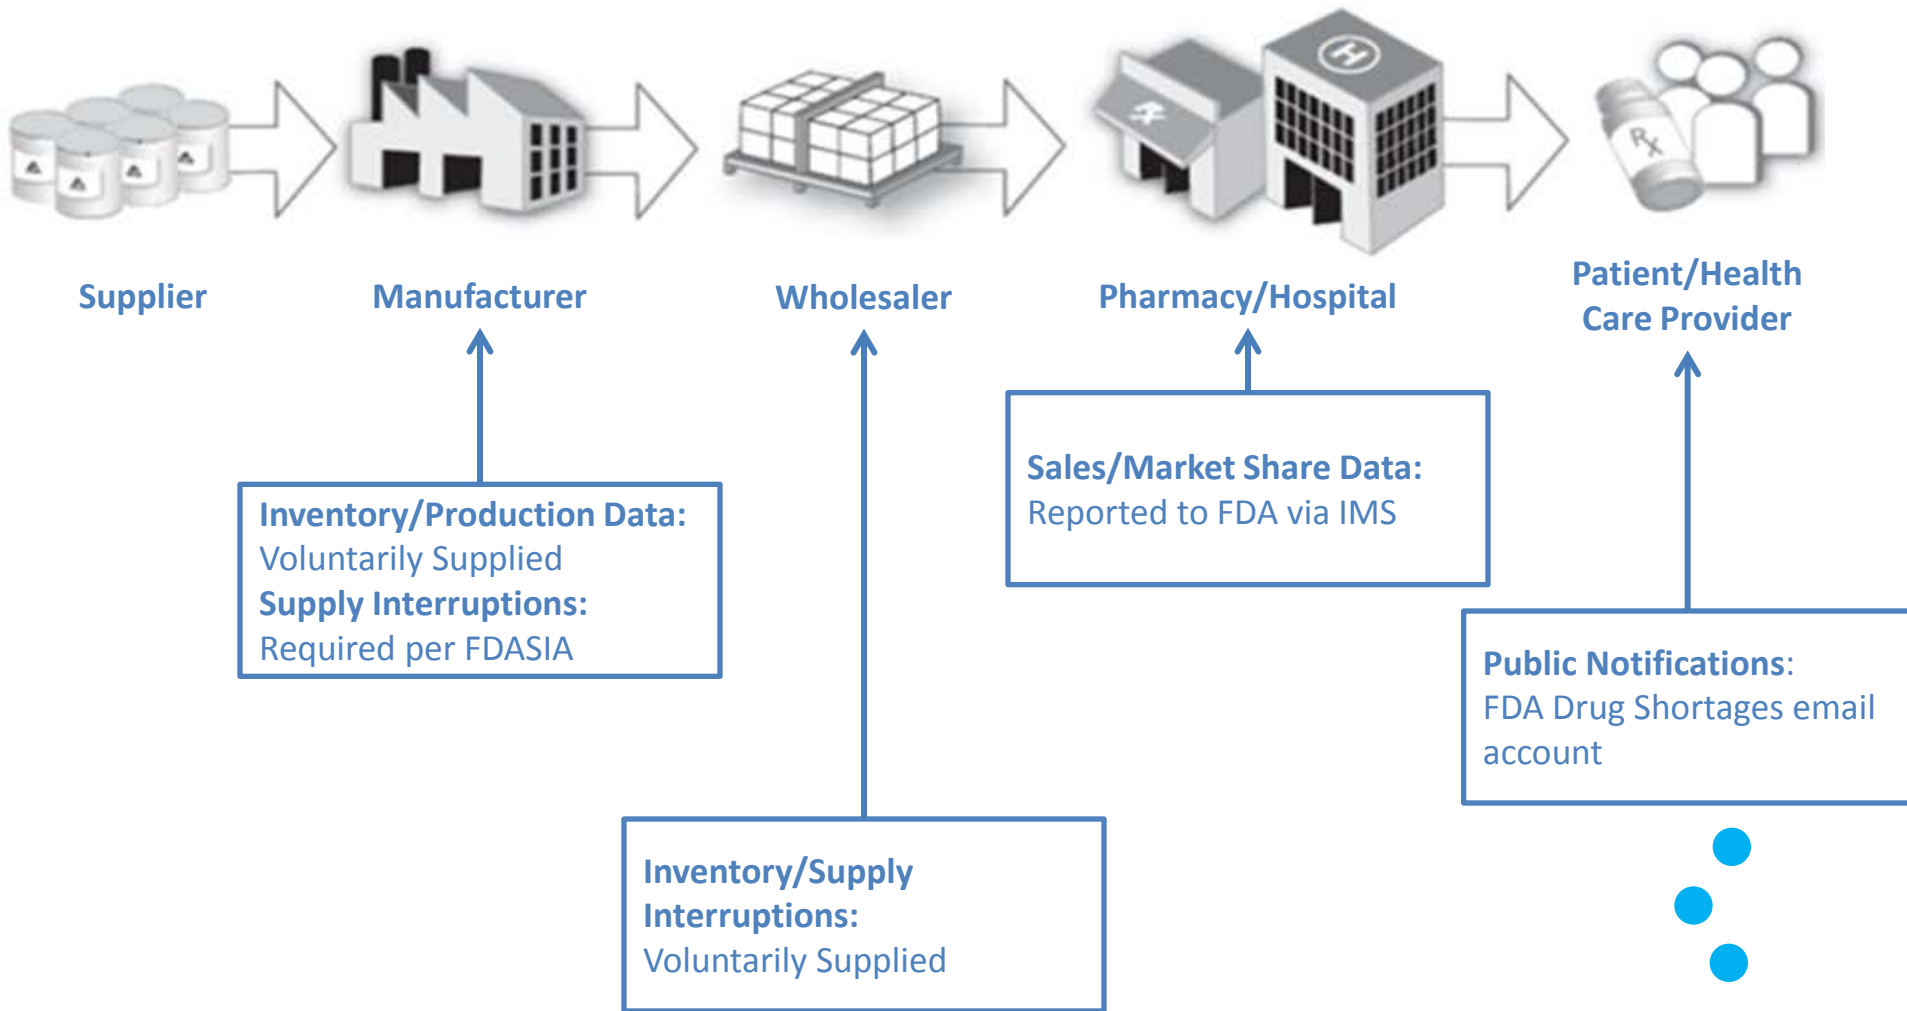 Supplier
Manufacturer
Wholesaler
Pharmacy/Hospital
Patient/Health
Care Provider
H
Rx
Rx
Inventory/Production Data:
Voluntarily Supplied
Supply Interruptions:
Required per FDASIA
Inventory/Supply
Interruptions:
Voluntarily Supplied
Sales/Market Share Data:
Reported to FDA via IMS
Public Notifications:
FDA Drug Shortages email
account